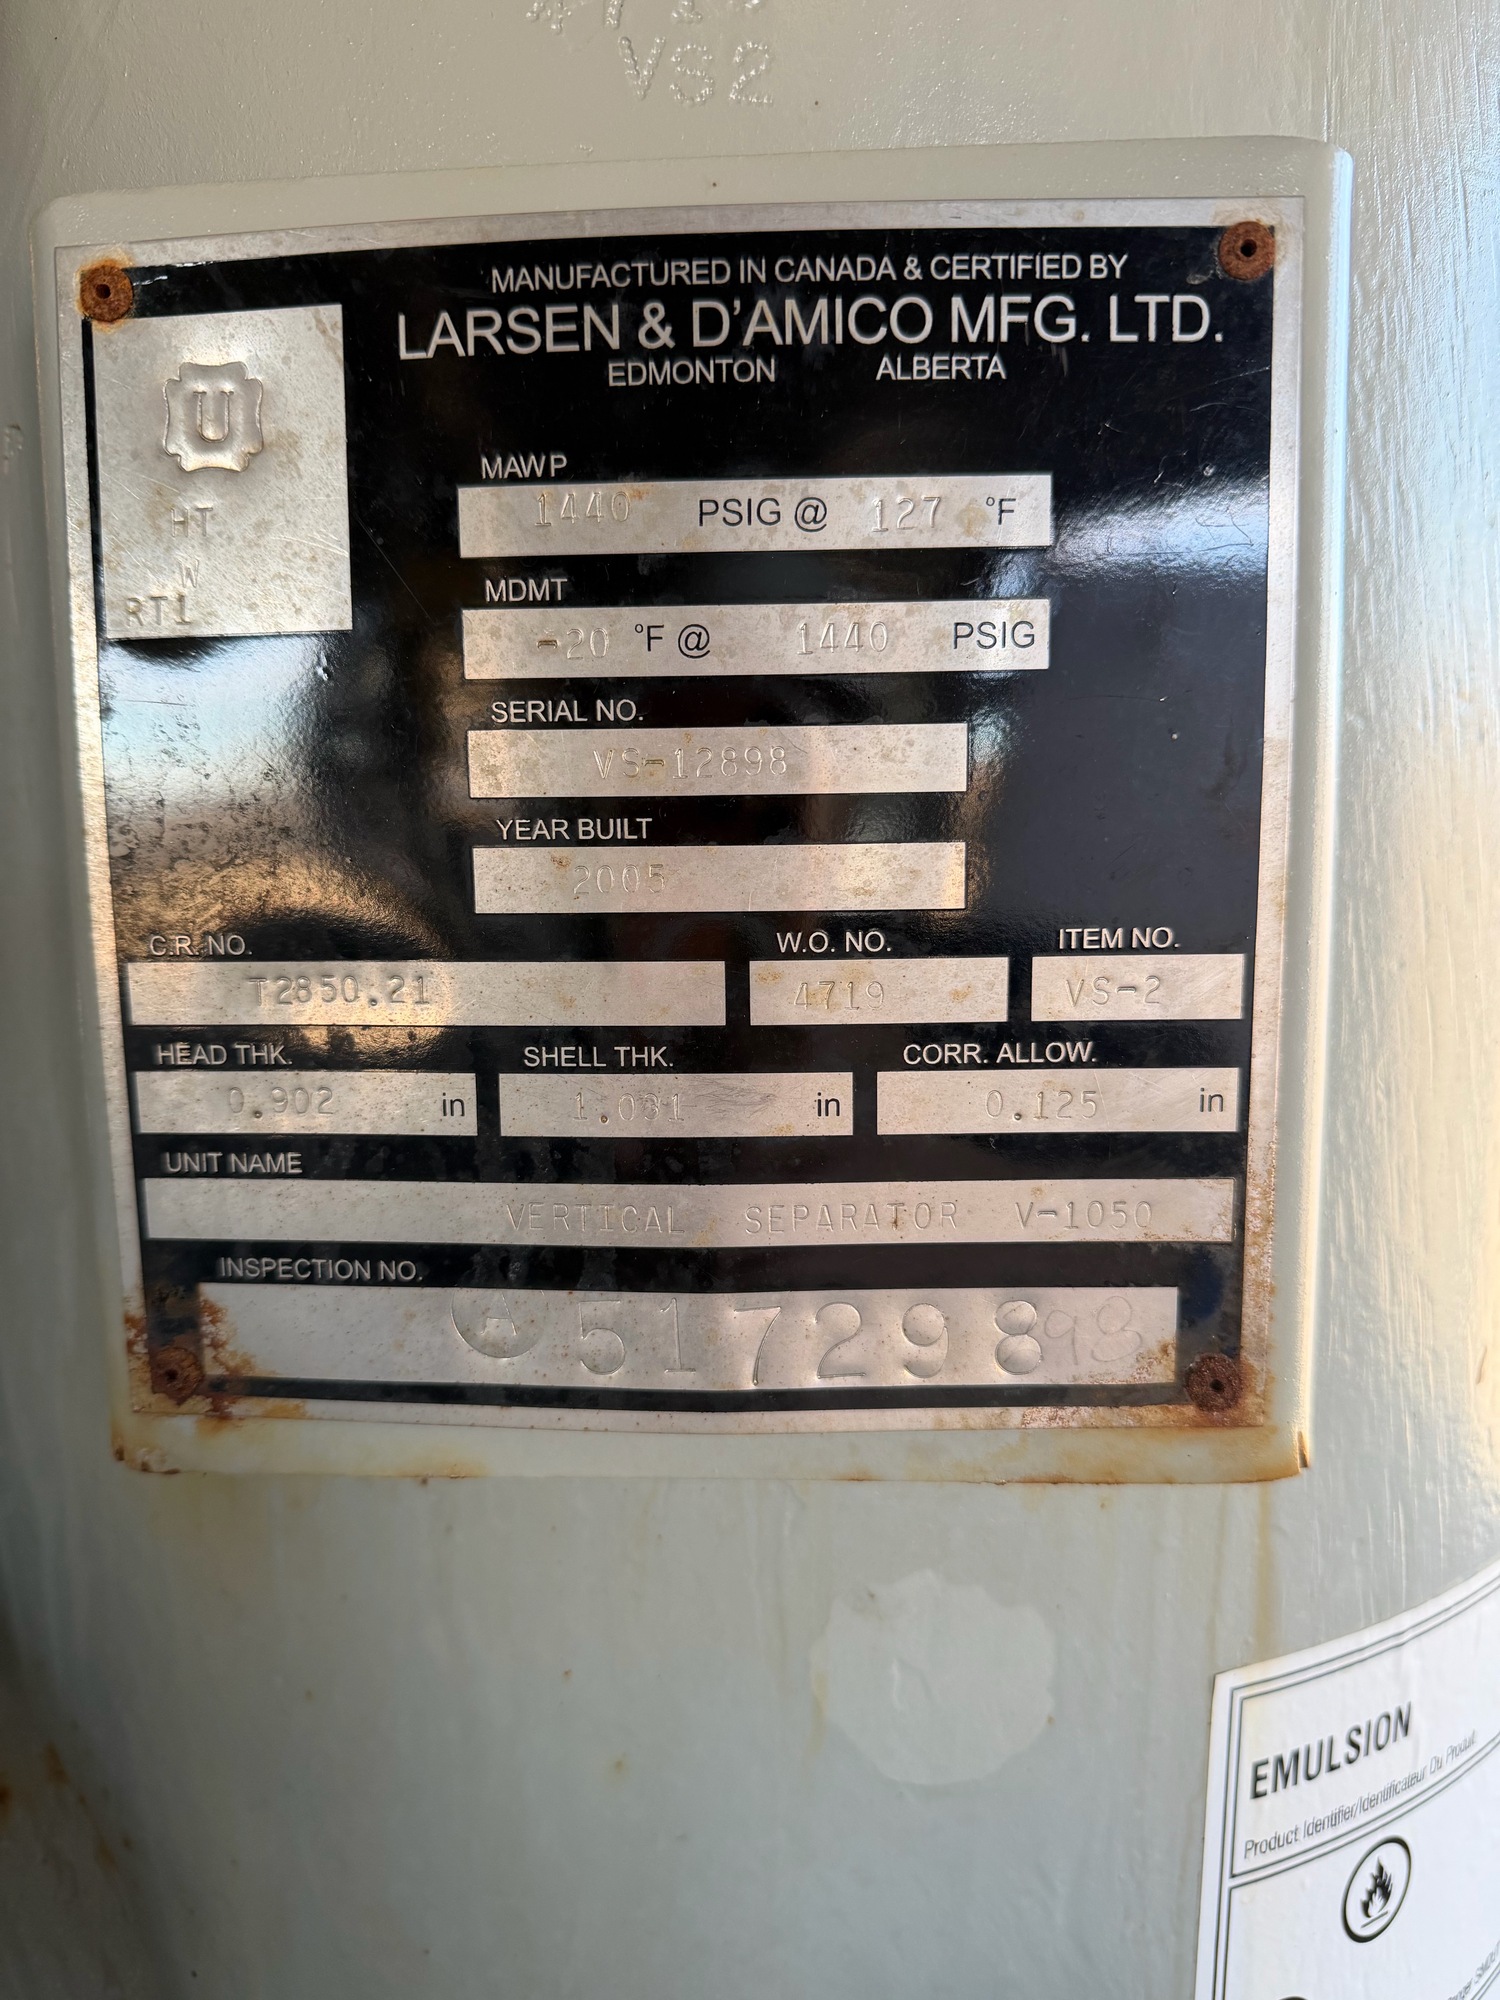 VS2
MANUFACTURED IN CANADA & CERTIFIED BY
LARSEN & D'AMICO MFG. LTD.
EDMONTON ALBERTA
U
HT
W
RT1
MAWP
1440 PSIG @ 127 °F
MDMT
-20 °F @ 1440 PSIG
SERIAL NO.
VS-12898
YEAR BUILT
2005
C.R. NO. W.O. NO. ITEM NO.
T2850.21 4719 VS-2
HEAD THK. SHELL THK. CORR. ALLOW.
0.902 in 1.031 in 0.125 in
UNIT NAME
VERTICAL SEPARATOR V-1050
INSPECTION NO.
A 517298
EMULSION
Product Identifier/Identificateur Du Produit